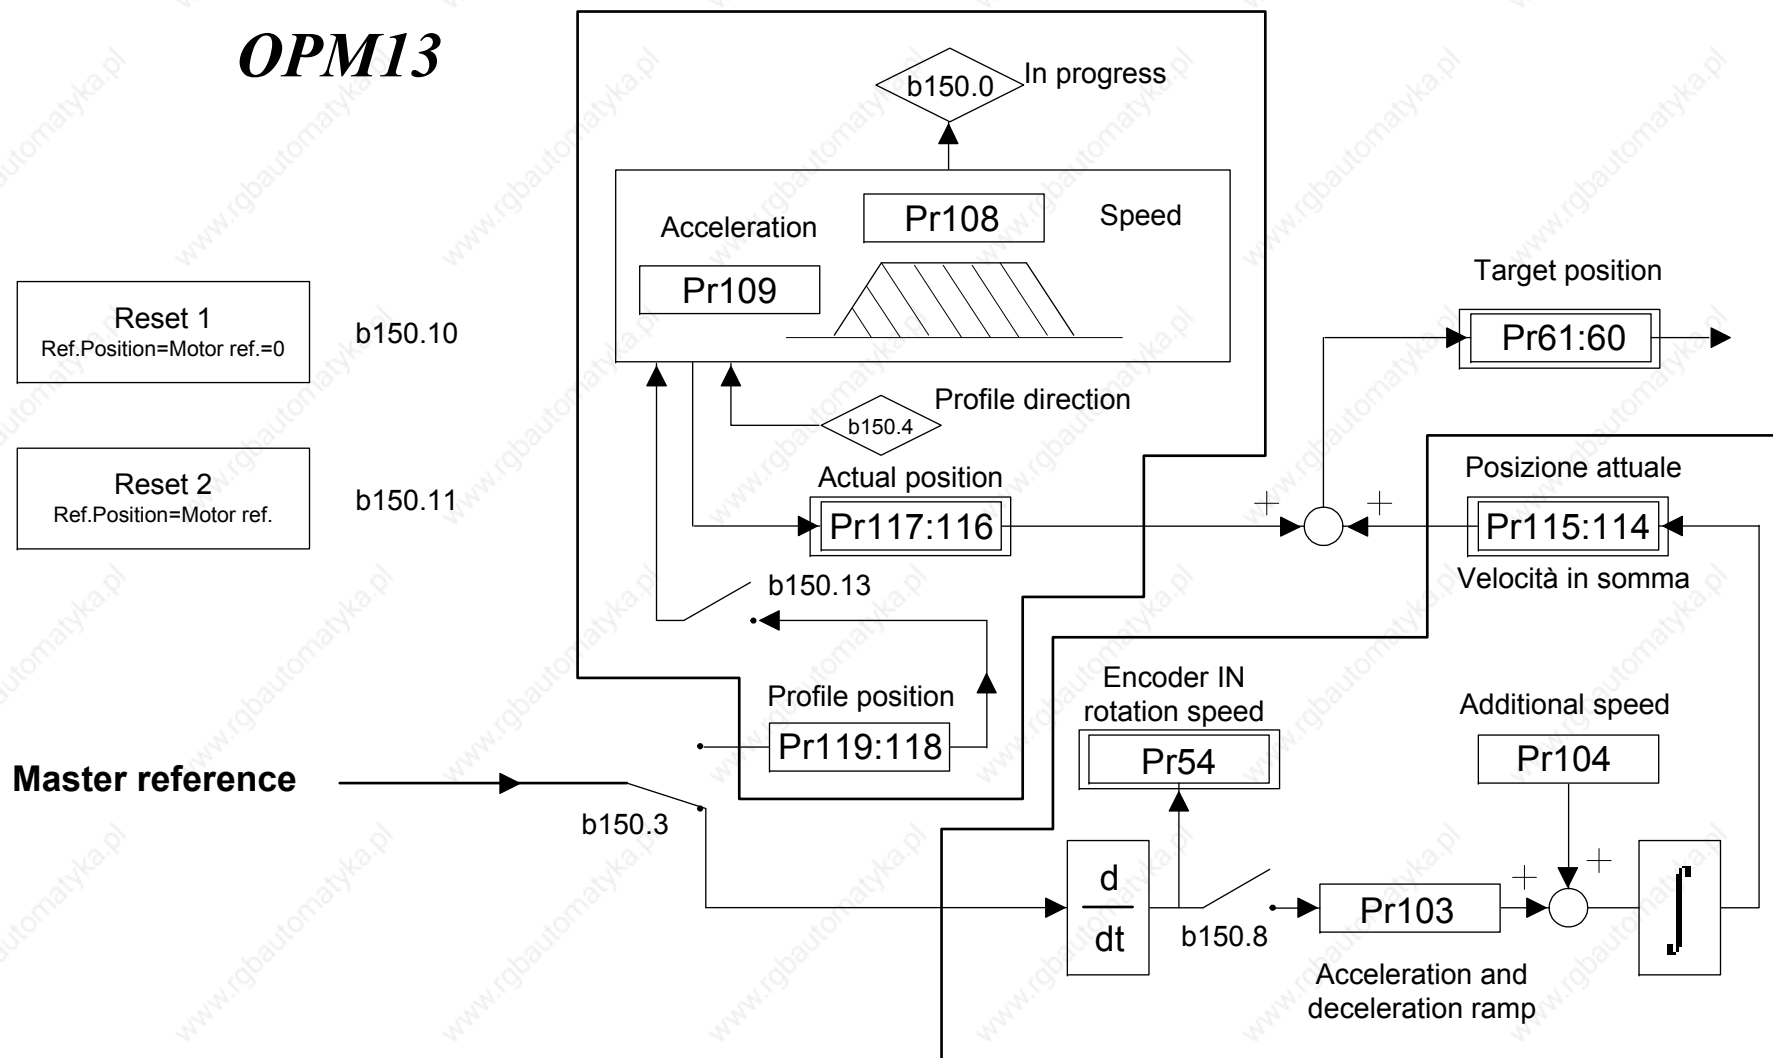 OPM13
b150.0
In progress
Acceleration
Pr108
Speed
Pr109
Reset 1
Ref.Position=Motor ref.=0
b150.10
Target position
Pr61:60
Profile direction
b150.4
Reset 2
Ref.Position=Motor ref.
b150.11
Actual position
Pr117:116
+
+
Posizione attuale
Pr115:114
Velocità in somma
b150.13
Profile position
Pr119:118
Encoder IN
rotation speed
Pr54
Additional speed
Pr104
Master reference
b150.3
d
dt
b150.8
Pr103
+
+
∫
Acceleration and
deceleration ramp
www.rgbautomatyka.pl